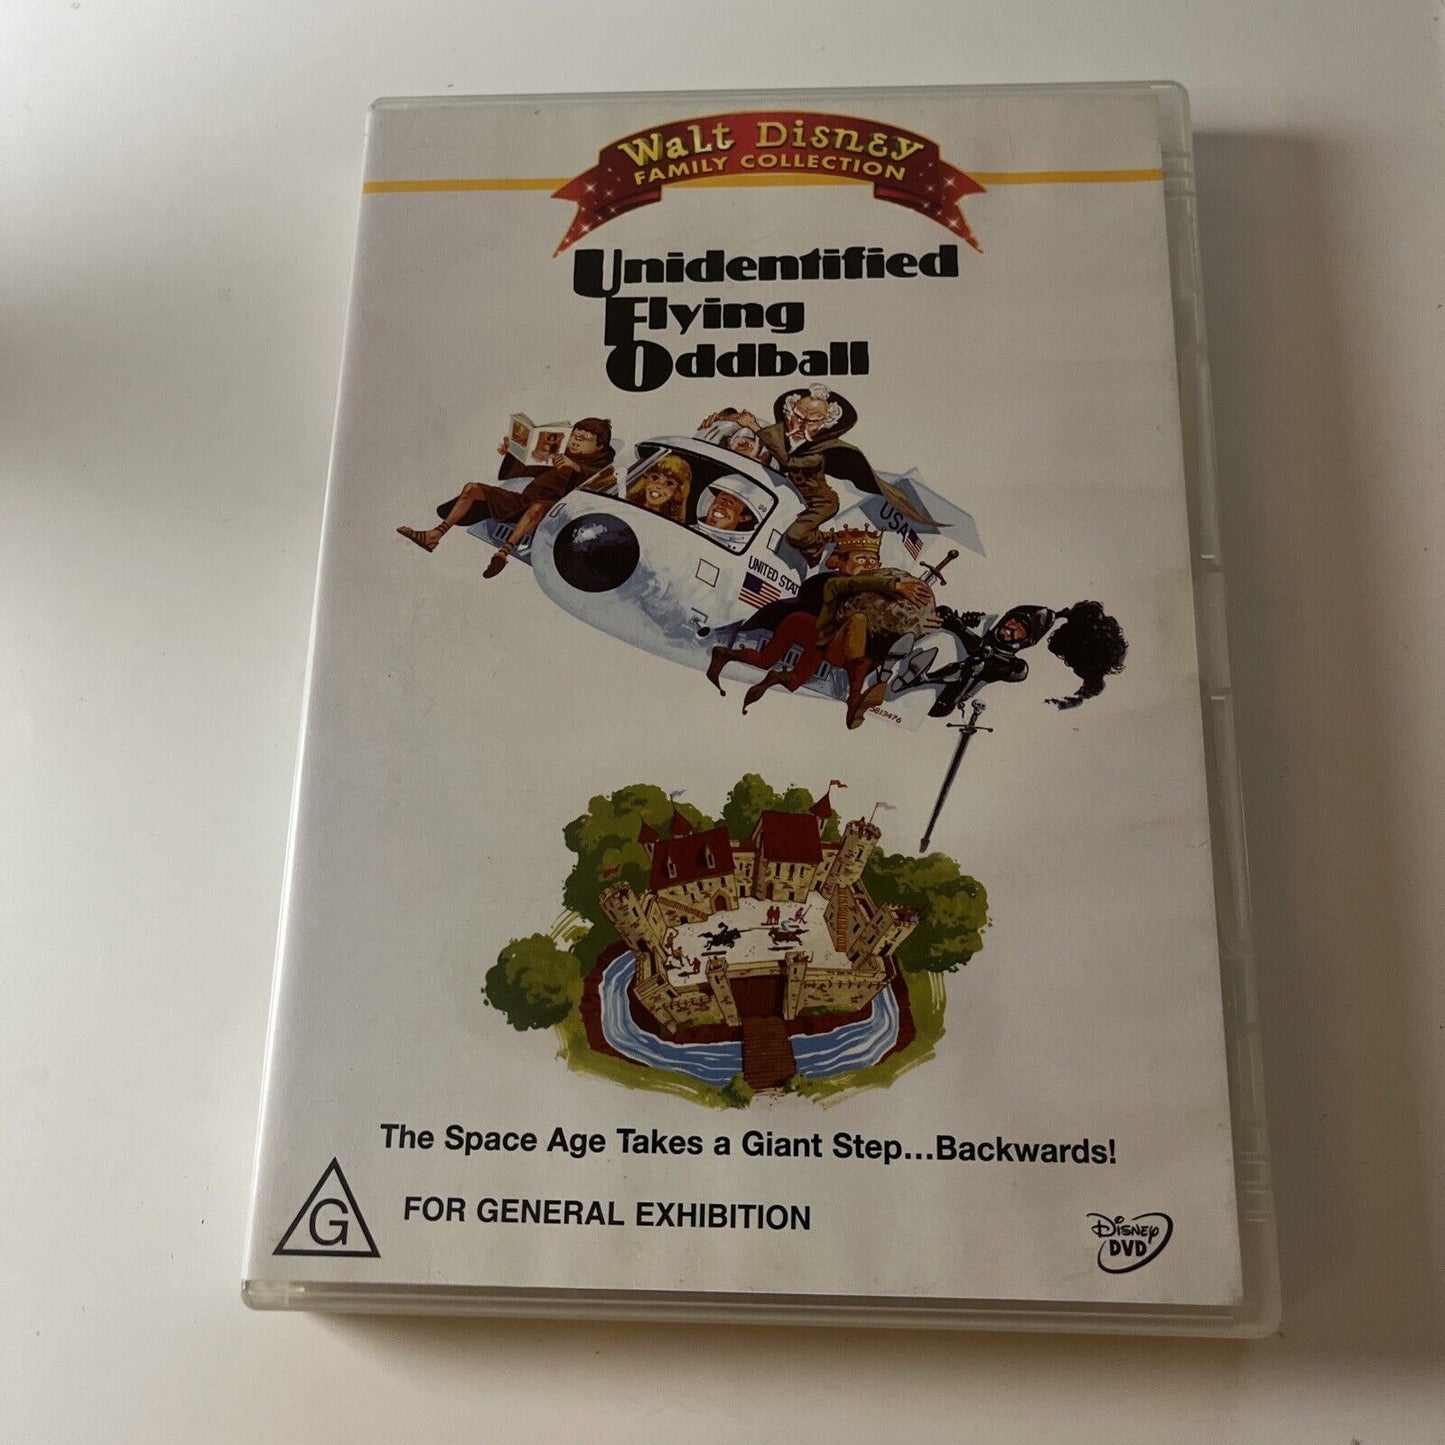 Walt Disney
FAMILY COLLECTION
Unidentified
Flying
Oddball
USA
UNITED STAT
5613476
The Space Age Takes a Giant Step...Backwards!
G
FOR GENERAL EXHIBITION
Disney
DVD